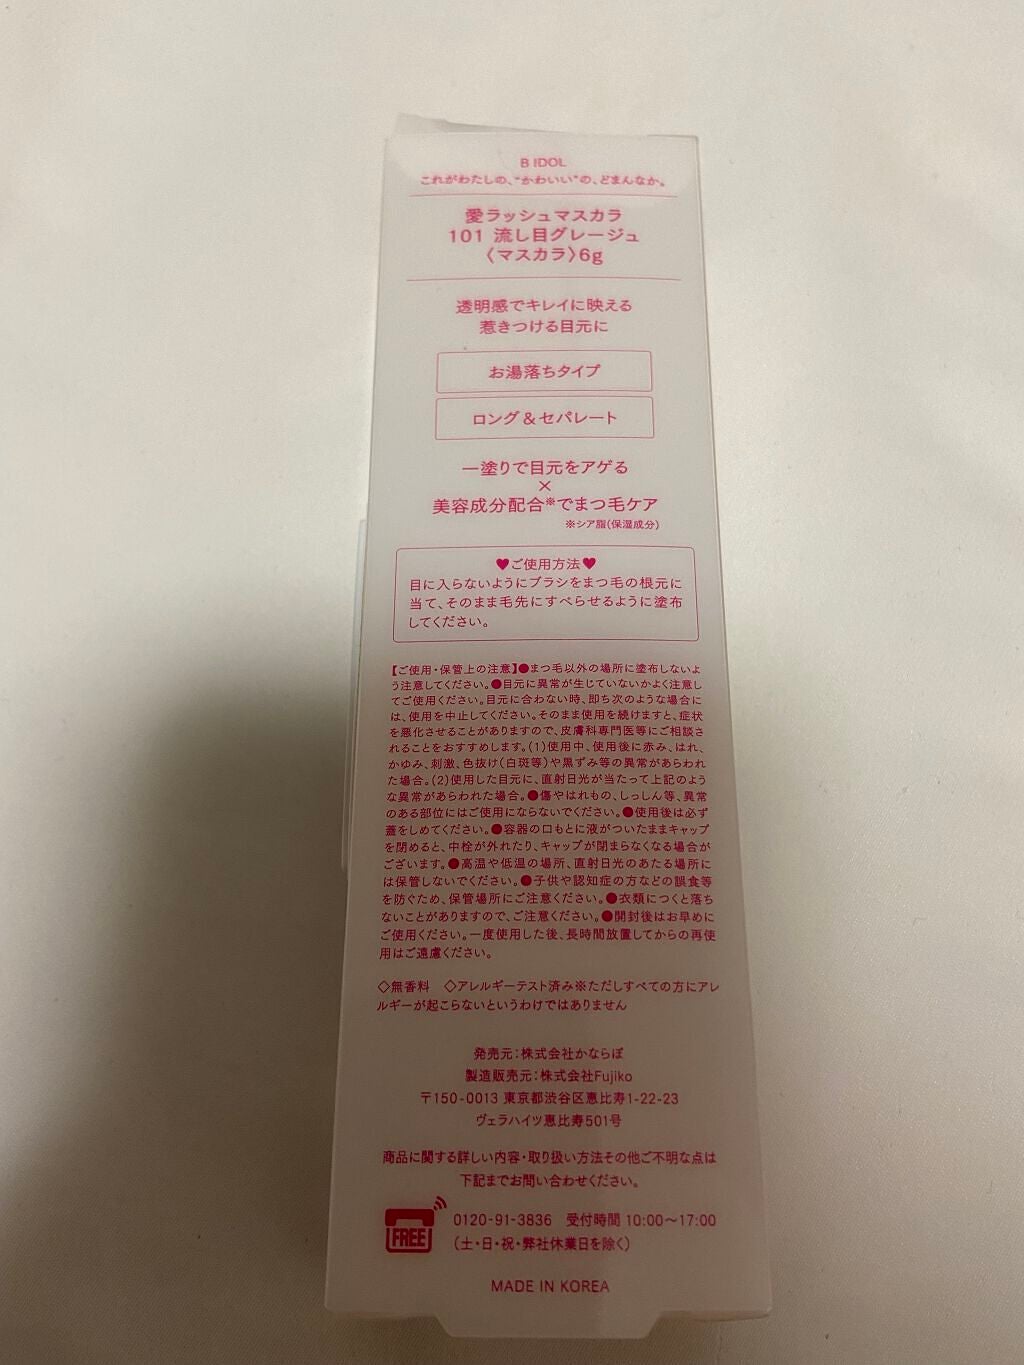 B IDOL
これがわたしの、"かわいい"の、どまんなか。
愛ラッシュマスカラ
101 流し目グレージュ
〈マスカラ〉6g
透明感でキレイに映える
惹きつける目元に
お湯落ちタイプ
ロング＆セパレート
一塗りで目元をアゲる
×
美容成分配合※でまつ毛ケア
※シア脂(保湿成分)
♥ご使用方法♥
目に入らないようにブラシをまつ毛の根元に
当て、そのまま毛先にすべらせるように塗布
してください。
【ご使用・保管上の注意】●まつ毛以外の場所に塗布しないよ
う注意してください。●目元に異常が生じていないかよく注意し
てご使用ください。目元に合わない時、即ち次のような場合に
は、使用を中止してください。そのまま使用を続けますと、症状
を悪化させることがありますので、皮膚科専門医等にご相談さ
れることをおすすめします。(1)使用中、使用後に赤み、はれ、
かゆみ、刺激、色抜け(白斑等)や黒ずみ等の異常があらわれ
た場合。(2)使用した目元に、直射日光が当たって上記のよう
な異常があらわれた場合。●傷やはれもの、しっしん等、異常
のある部位にはご使用にならないでください。●使用後は必ず
蓋をしめてください。●容器の口もとに液がついたままキャップ
を閉めると、中栓が外れたり、キャップが閉まらなくなる場合が
ございます。●高温や低温の場所、直射日光のあたる場所に
は保管しないでください。●子供や認知症の方などの誤食等
を防ぐため、保管場所にご注意ください。●衣類につくと落ち
ないことがありますので、ご注意ください。●開封後はお早めに
ご使用ください。一度使用した後、長時間放置してからの再使
用はご遠慮ください。
◇無香料　◇アレルギーテスト済み※ただしすべての方にアレ
ルギーが起こらないというわけではありません
発売元：株式会社かならぼ
製造販売元：株式会社Fujiko
〒150-0013 東京都渋谷区恵比寿1-22-23
ヴェラハイツ恵比寿501号
商品に関する詳しい内容・取り扱い方法その他ご不明な点は
下記までお問い合わせください。
FREE
0120-91-3836　受付時間 10:00〜17:00
(土・日・祝・弊社休業日を除く)
MADE IN KOREA